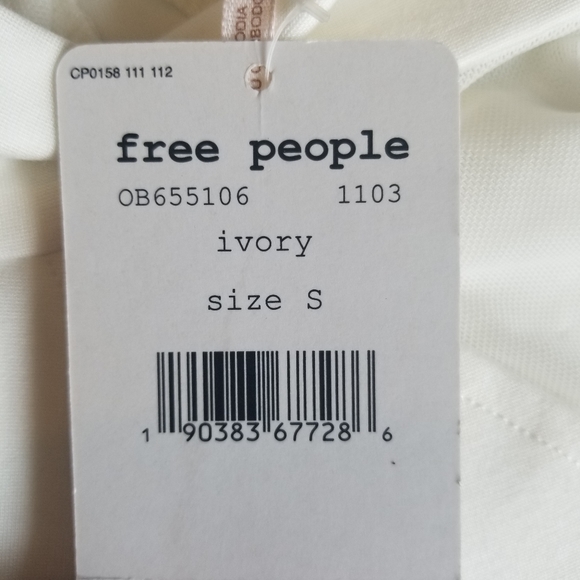 CP0158 111 112
free people
OB655106 1103
ivory
size S
1 90383 67728 6